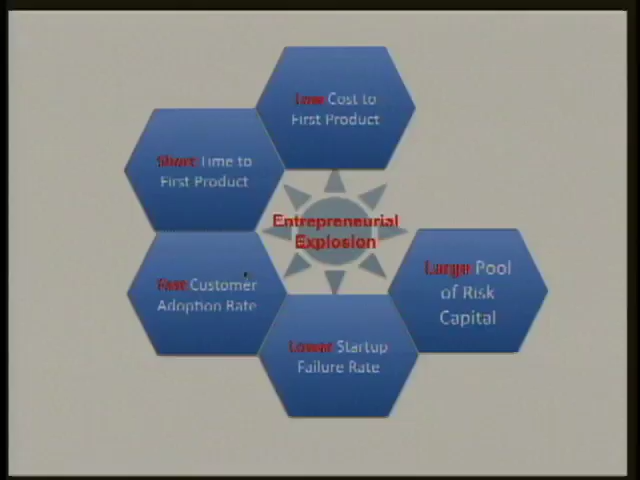 Low Cost to
First Product
Short Time to
First Product
Entrepreneurial
Explosion
Fast Customer
Adoption Rate
Large Pool
of Risk
Capital
Lower Startup
Failure Rate